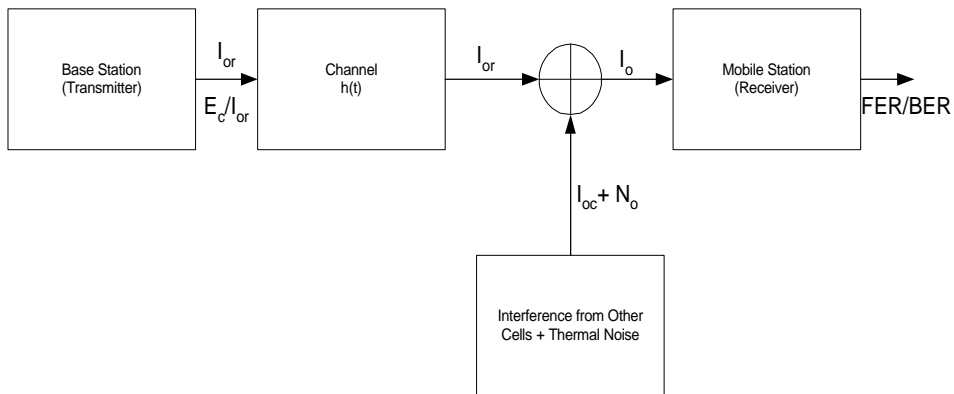 Base Station
(Transmitter)
I_or
E_c/I_or
Channel
h(t)
I_or
I_o
Mobile Station
(Receiver)
FER/BER
I_oc+ N_o
Interference from Other
Cells + Thermal Noise